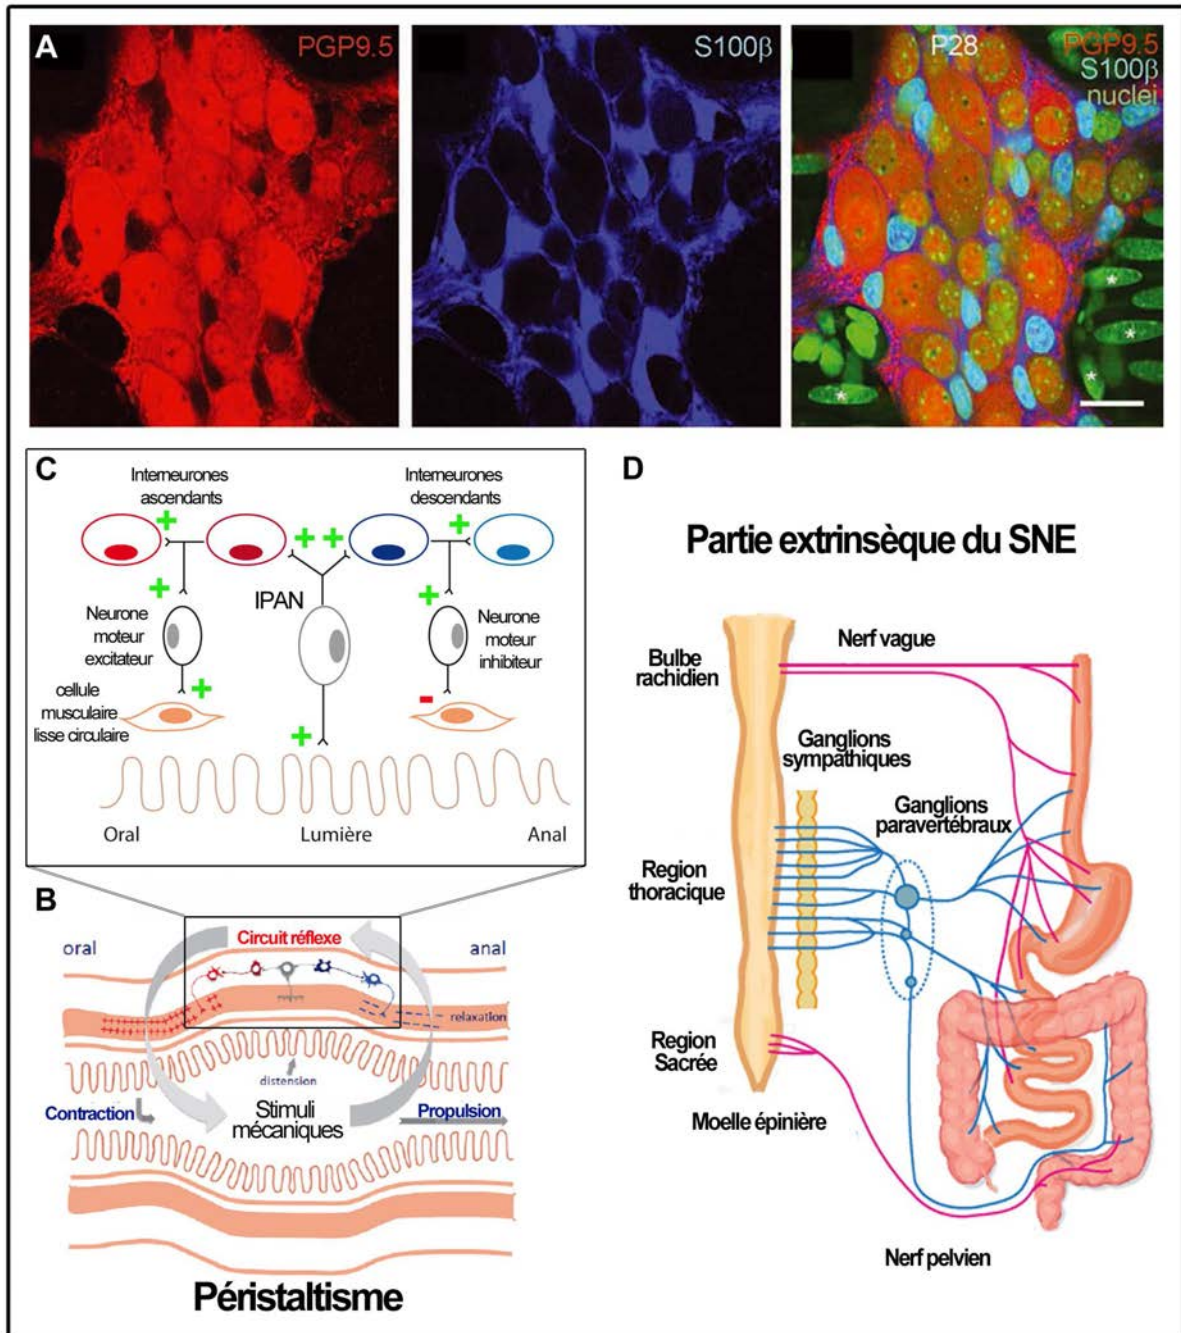 A
PGP9.5
S100β
P28
PGP9.5
S100β
nuclei
*
*
*
*
C
Interneurones
ascendants
Interneurones
descendants
+
+
+
+
+
+
IPAN
Neurone
moteur
excitateur
Neurone
moteur
inhibiteur
+
-
cellule
musculaire
lisse circulaire
+
Oral
Lumière
Anal
B
oral
Circuit réflexe
anal
relaxation
distension
Contraction
Stimuli
mécaniques
Propulsion
Péristaltisme
D
Partie extrinsèque du SNE
Nerf vague
Bulbe
rachidien
Ganglions
sympathiques
Ganglions
paravertébraux
Region
thoracique
Region
Sacrée
Moelle épinière
Nerf pelvien